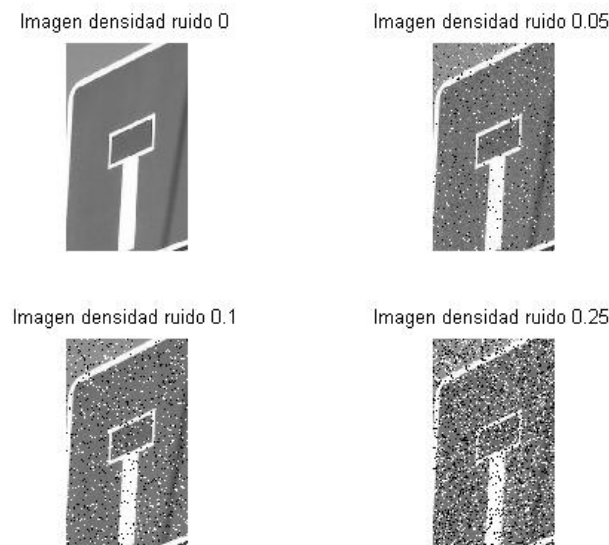 Imagen densidad ruido 0
Imagen densidad ruido 0.05
Imagen densidad ruido 0.1
Imagen densidad ruido 0.25